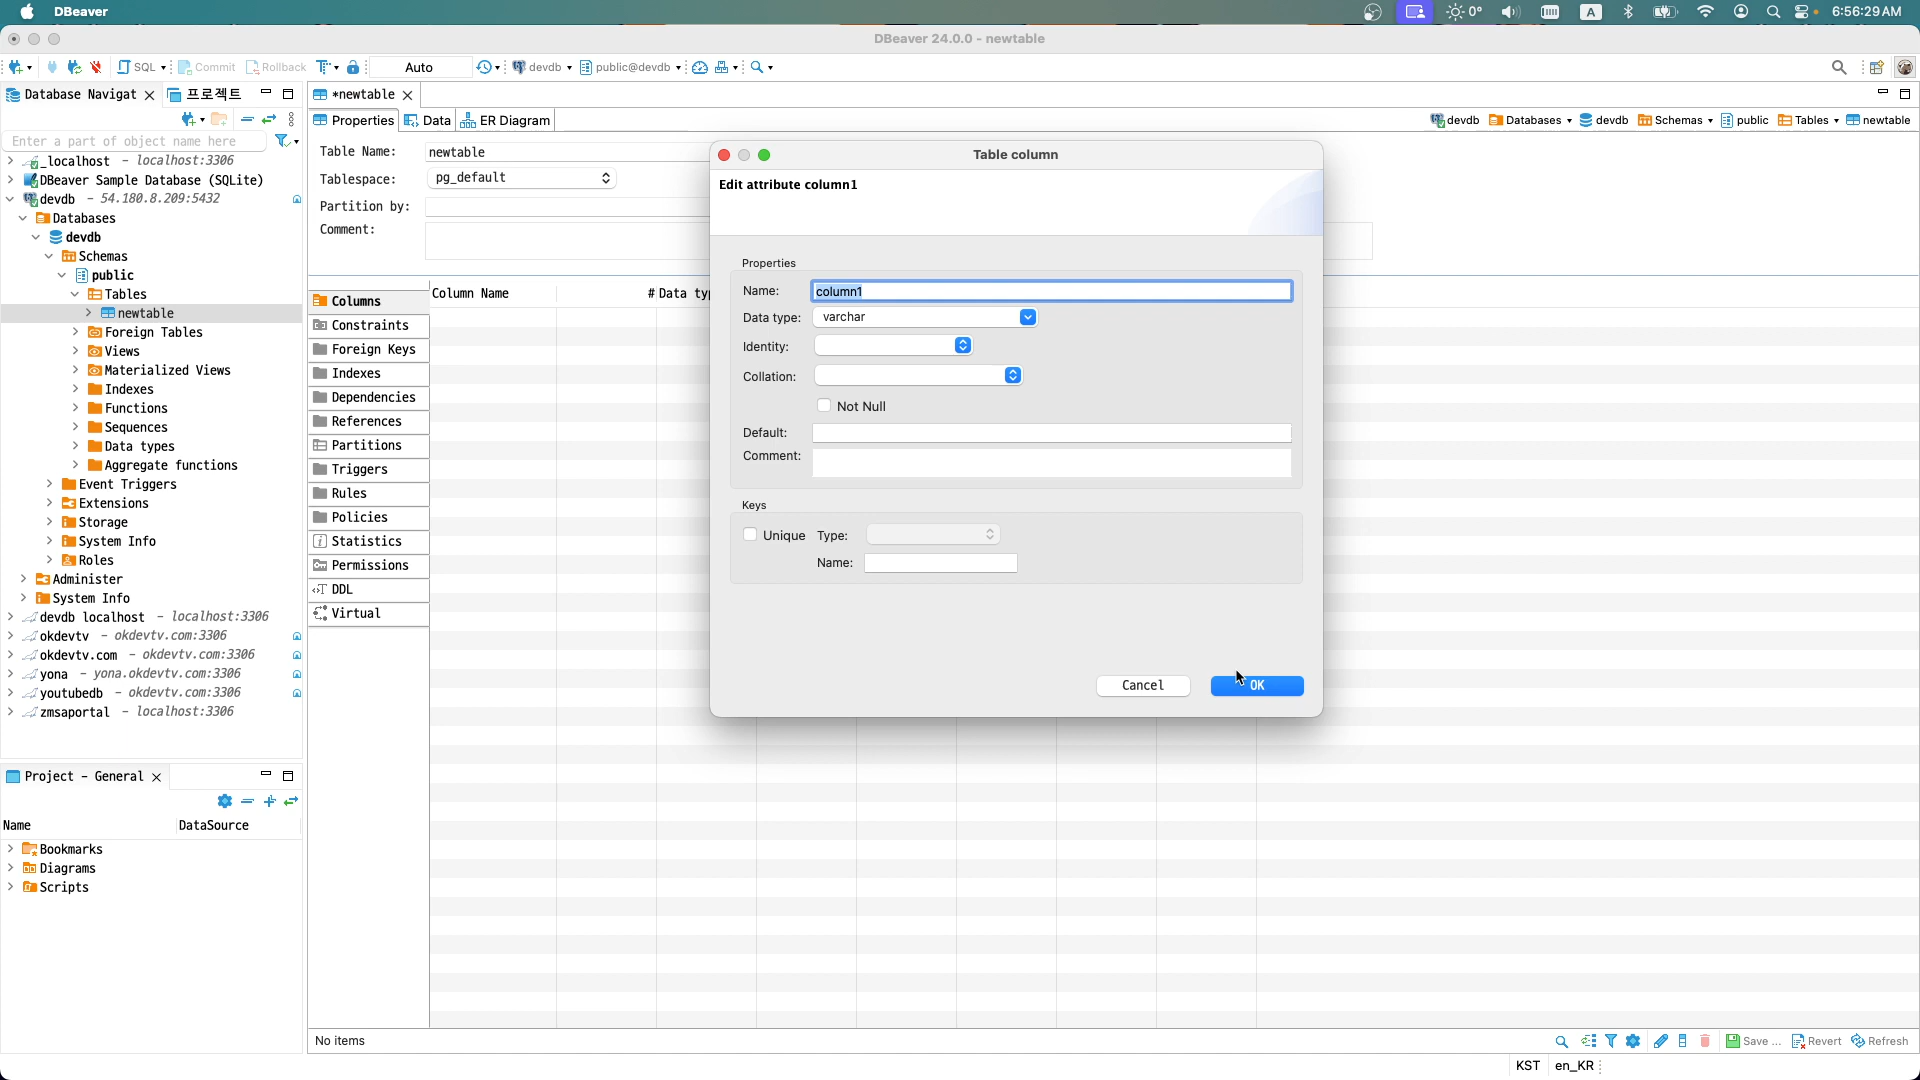 DBeaver
0°
A
6:56:29 AM
DBeaver 24.0.0 - newtable
SQL
Commit
Rollback
Auto
devdb
public@devdb
Database Navigat
프로젝트
*newtable
Properties
Data
ER Diagram
devdb
Databases
devdb
Schemas
public
Tables
newtable
Enter a part of object name here
_localhost - localhost:3306
DBeaver Sample Database (SQLite)
devdb - 54.180.8.209:5432
Databases
devdb
Schemas
public
Tables
newtable
Foreign Tables
Views
Materialized Views
Indexes
Functions
Sequences
Data types
Aggregate functions
Event Triggers
Extensions
Storage
System Info
Roles
Administer
System Info
devdb localhost - localhost:3306
okdevtv - okdevtv.com:3306
okdevtv.com - okdevtv.com:3306
yona - yona.okdevtv.com:3306
youtubedb - okdevtv.com:3306
zmsaportal - localhost:3306
Project - General
Name
DataSource
Bookmarks
Diagrams
Scripts
Table Name:
newtable
Tablespace:
pg_default
Partition by:
Comment:
Columns
Constraints
Foreign Keys
Indexes
Dependencies
References
Partitions
Triggers
Rules
Policies
Statistics
Permissions
DDL
Virtual
Column Name
# Data typ
Table column
Edit attribute column1
Properties
Name:
column1
Data type:
varchar
Identity:
Collation:
Not Null
Default:
Comment:
Keys
Unique
Type:
Name:
Cancel
OK
No items
Save ...
Revert
Refresh
KST
en_KR